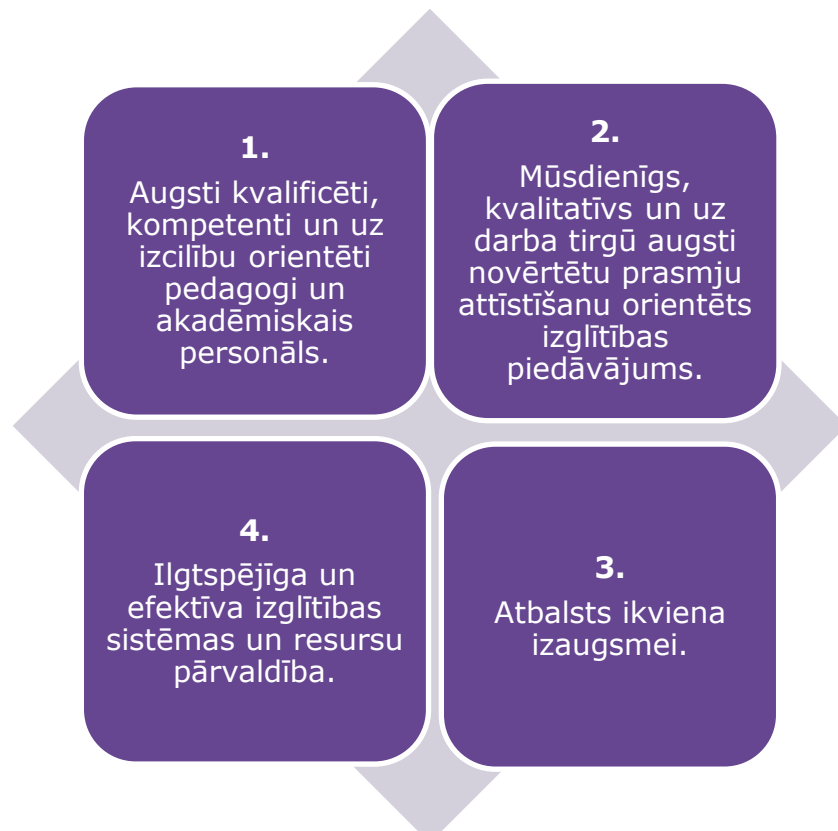 1.
Augsti kvalificēti,
kompetenti un uz
izcilību orientēti
pedagogi un
akadēmiskais
personāls.
2.
Mūsdienīgs,
kvalitatīvs un uz
darba tirgū augsti
novērtētu prasmju
attīstīšanu orientēts
izglītības
piedāvājums.
3.
Atbalsts ikviena
izaugsmei.
4.
Ilgtspējīga un
efektīva izglītības
sistēmas un resursu
pārvaldība.